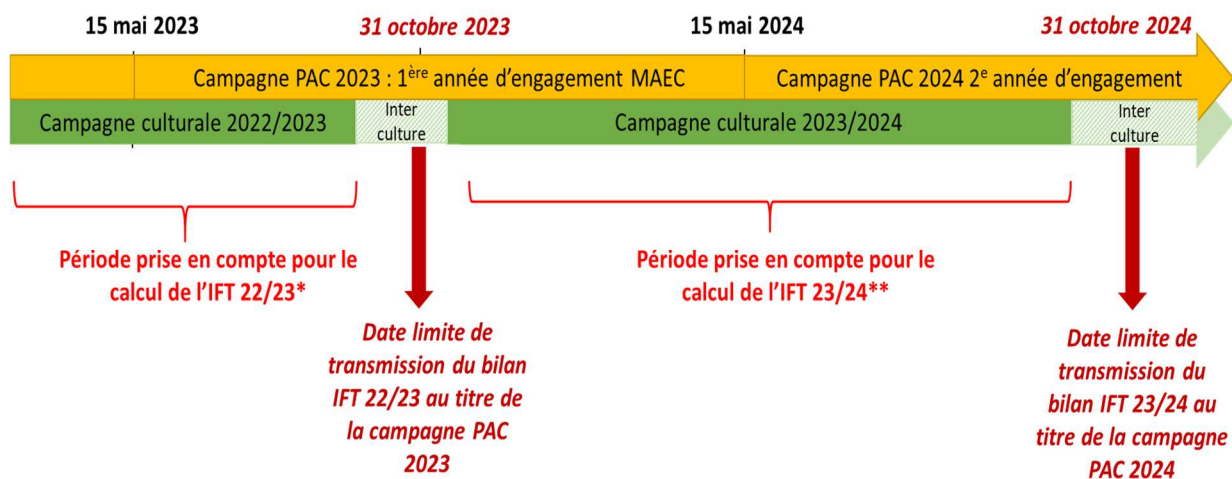 15 mai 2023
31 octobre 2023
15 mai 2024
31 octobre 2024
Campagne PAC 2023 : 1ère année d'engagement MAEC
Campagne PAC 2024 2e année d'engagement
Campagne culturale 2022/2023
Inter
culture
Campagne culturale 2023/2024
Inter
culture
Période prise en compte pour le
calcul de l'IFT 22/23*
Période prise en compte pour le
calcul de l'IFT 23/24**
Date limite de
transmission du bilan
IFT 22/23 au titre de
la campagne PAC
2023
Date limite de
transmission du
bilan IFT 23/24 au
titre de la campagne
PAC 2024